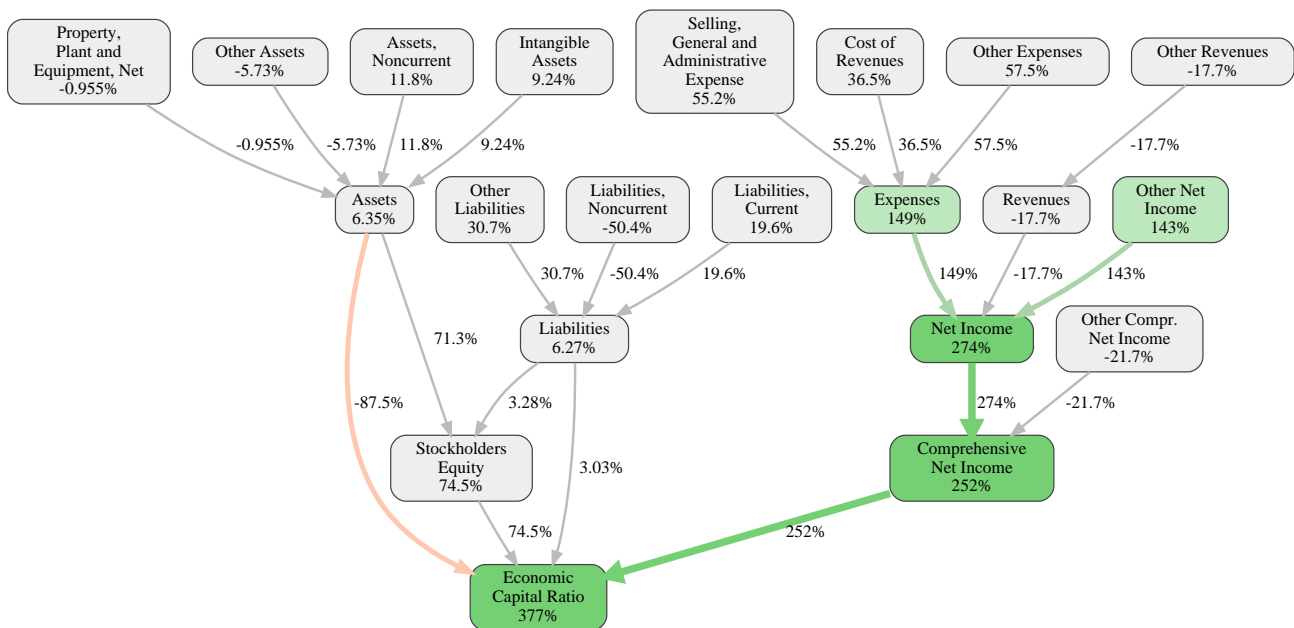 Property,
Plant and
Equipment, Net
-0.955%
Other Assets
-5.73%
Assets,
Noncurrent
11.8%
Intangible
Assets
9.24%
Selling,
General and
Administrative
Expense
55.2%
Cost of
Revenues
36.5%
Other Expenses
57.5%
Other Revenues
-17.7%
-0.955%
-5.73%
11.8%
9.24%
55.2%
36.5%
57.5%
-17.7%
Assets
6.35%
Other
Liabilities
30.7%
Liabilities,
Noncurrent
-50.4%
Liabilities,
Current
19.6%
Expenses
149%
Revenues
-17.7%
Other Net
Income
143%
30.7%
-50.4%
19.6%
149%
-17.7%
143%
71.3%
Liabilities
6.27%
Net Income
274%
Other Compr.
Net Income
-21.7%
-87.5%
3.28%
274%
-21.7%
Stockholders
Equity
74.5%
3.03%
Comprehensive
Net Income
252%
74.5%
252%
Economic
Capital Ratio
377%